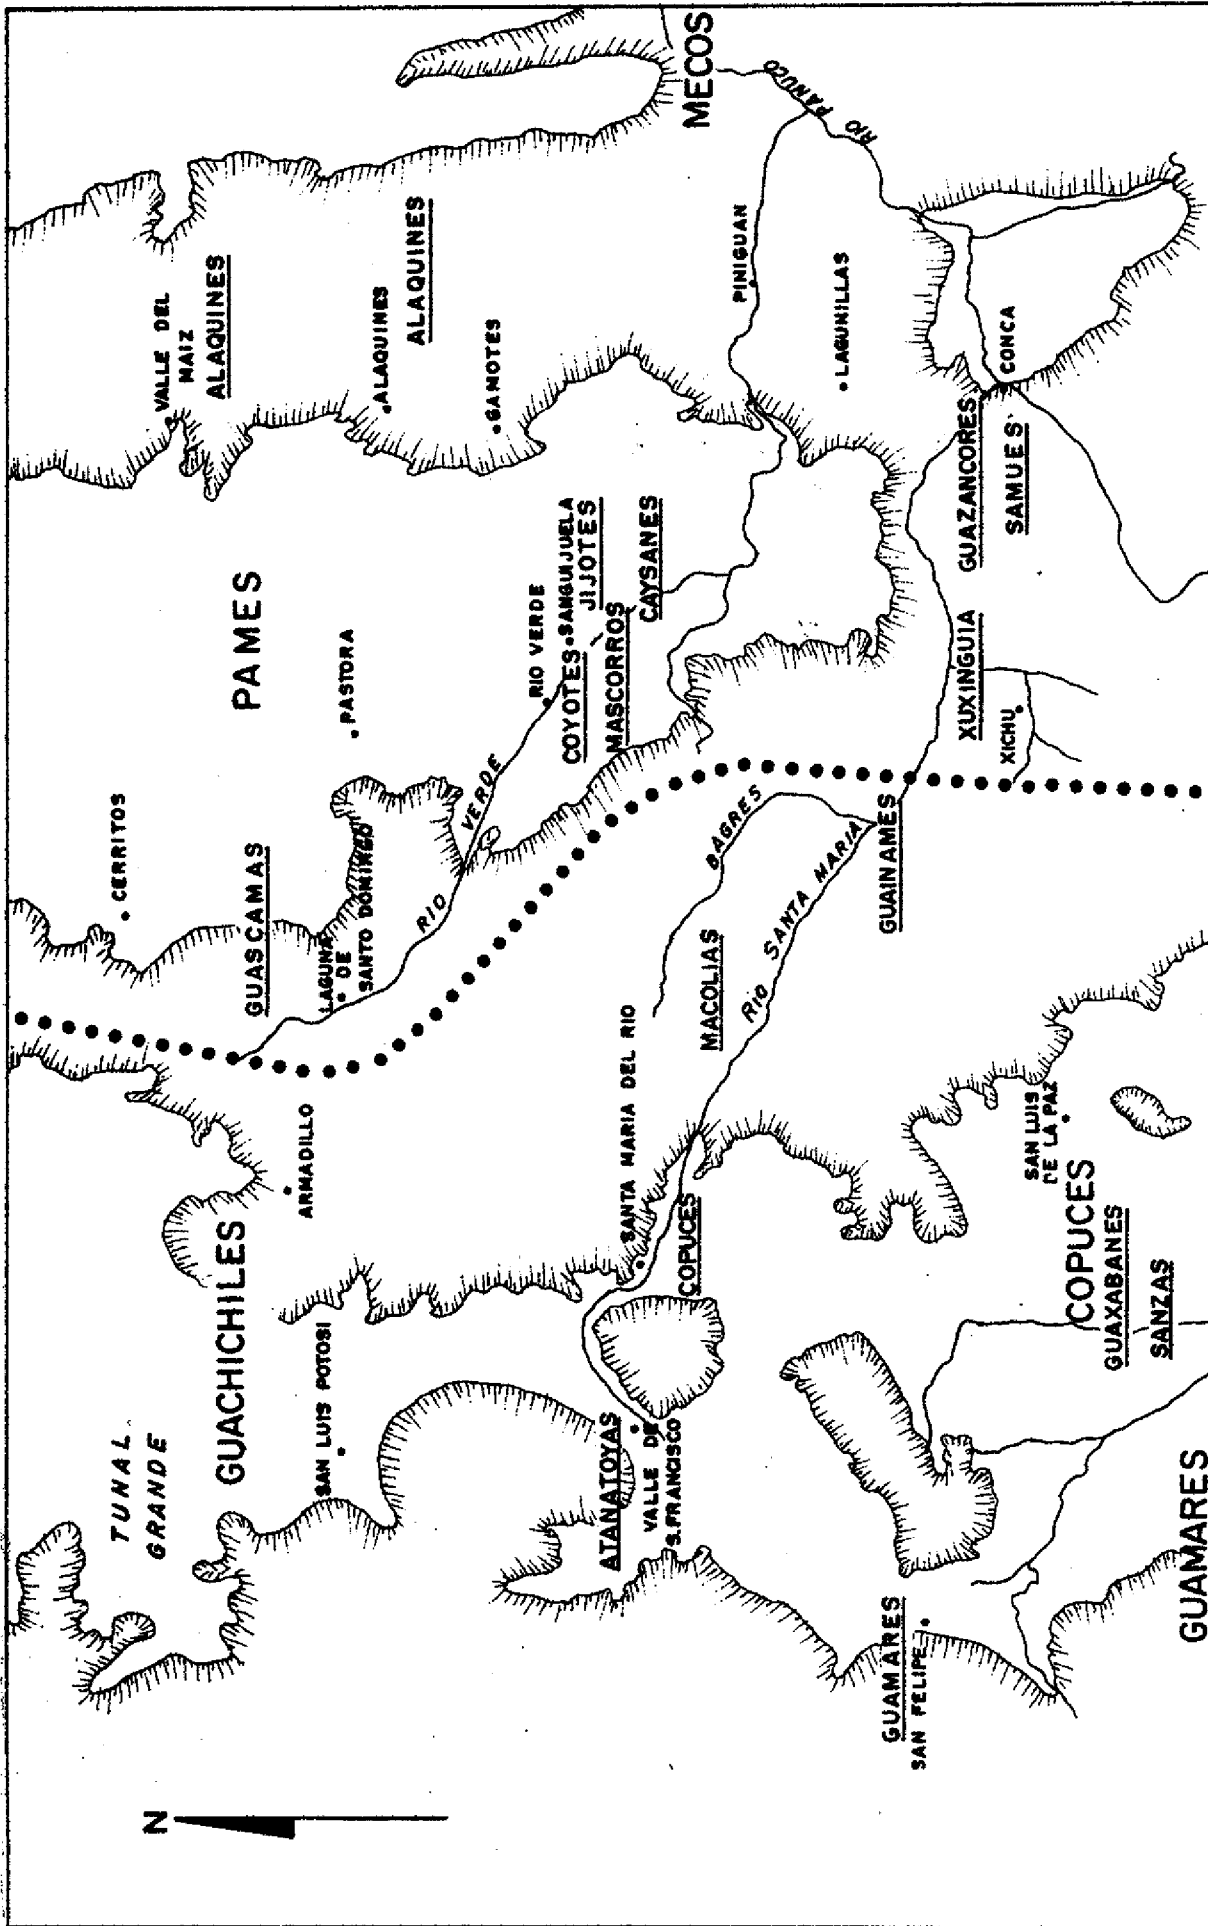 N
TUNAL
GRANDE
CERRITOS
VALLE DEL
MAIZ
ALAQUINES
GUACHICHILES
GUASCAMAS
PAMES
ARMADILLO
SAN LUIS POTOSI
LAGUNA
DE
SANTO DOMINGO
PASTORA
ALAQUINES
ALAQUINES
RIO VERDE
GAMOTES
RIO VERDE
SANGUIJUELA
COYOTES
JIJOTES
MASCORROS
CAYSANES
ATANATOYAS
VALLE DE
S. FRANCISCO
SANTA MARIA DEL RIO
COPUCES
MACOLIAS
BAGRES
RIO SANTA MARIA
MECOS
RIO PANUCO
PINIGUAN
LAGUNILLAS
GUAMARES
SAN FELIPE
GUAINAMES
XUXINGUIA
XICHU
GUAZANCORES
SAMUES
CONCA
SAN LUIS
DE LA PAZ
COPUCES
GUAXABANES
SANZAS
GUAMARES